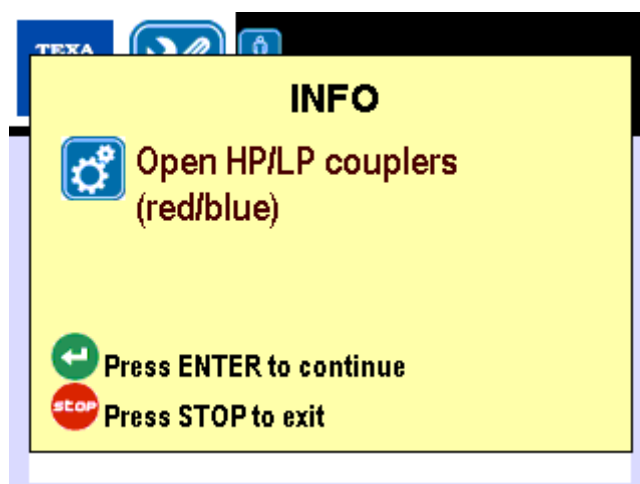 TEXA
INFO
Open HP/LP couplers
(red/blue)
Press ENTER to continue
stop Press STOP to exit